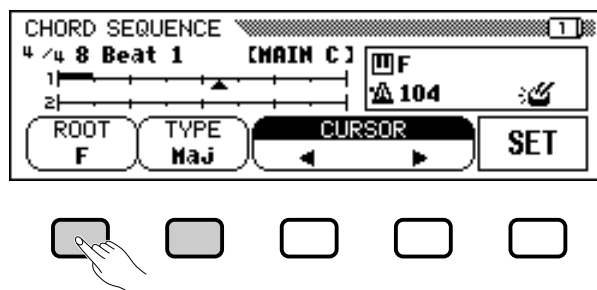 CHORD SEQUENCE 1
4/4 8 Beat 1 [MAIN C]
F
1
104
2
ROOT TYPE CURSOR SET
F Maj